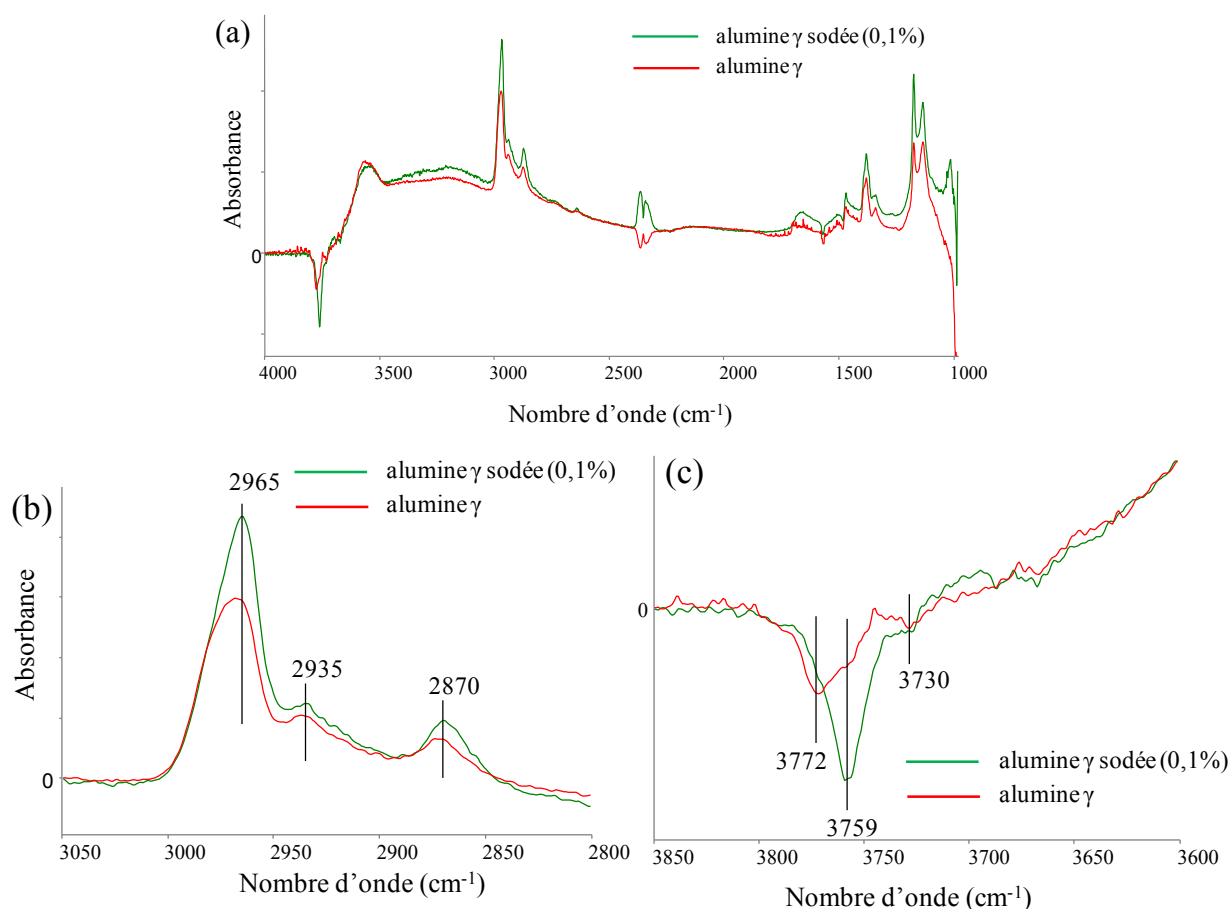 (a)
alumine γ sodée (0,1%)
alumine γ
Absorbance
0
4000 3500 3000 2500 2000 1500 1000
Nombre d’onde (cm-1)
(b)
alumine γ sodée (0,1%)
alumine γ
2965
2935
2870
Absorbance
0
3050 3000 2950 2900 2850 2800
Nombre d’onde (cm-1)
(c)
0
3730
3772
3759
alumine γ sodée (0,1%)
alumine γ
3850 3800 3750 3700 3650 3600
Nombre d’onde (cm-1)